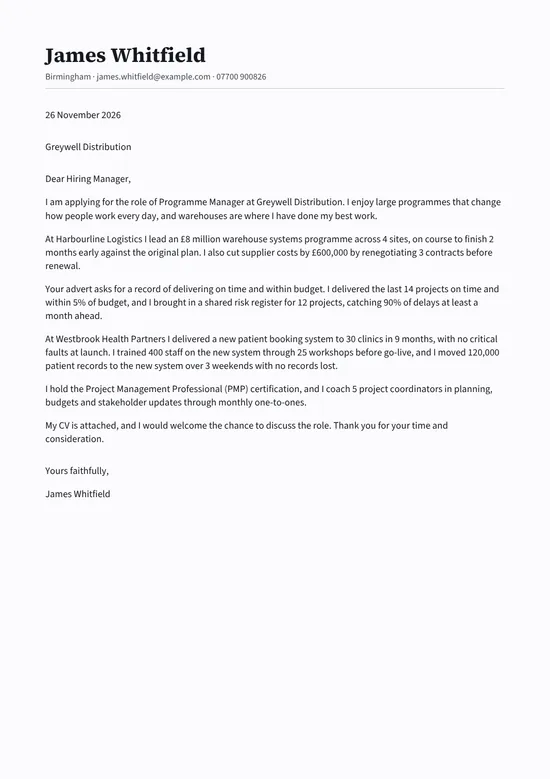 James Whitfield
Birmingham · james.whitfield@example.com · 07700 900826
26 November 2026
Greywell Distribution
Dear Hiring Manager,
I am applying for the role of Programme Manager at Greywell Distribution. I enjoy large programmes that change
how people work every day, and warehouses are where I have done my best work.
At Harbourline Logistics I lead an £8 million warehouse systems programme across 4 sites, on course to finish 2
months early against the original plan. I also cut supplier costs by £600,000 by renegotiating 3 contracts before
renewal.
Your advert asks for a record of delivering on time and within budget. I delivered the last 14 projects on time and
within 5% of budget, and I brought in a shared risk register for 12 projects, catching 90% of delays at least a
month ahead.
At Westbrook Health Partners I delivered a new patient booking system to 30 clinics in 9 months, with no critical
faults at launch. I trained 400 staff on the new system through 25 workshops before go-live, and I moved 120,000
patient records to the new system over 3 weekends with no records lost.
I hold the Project Management Professional (PMP) certification, and I coach 5 project coordinators in planning,
budgets and stakeholder updates through monthly one-to-ones.
My CV is attached, and I would welcome the chance to discuss the role. Thank you for your time and
consideration.
Yours faithfully,
James Whitfield